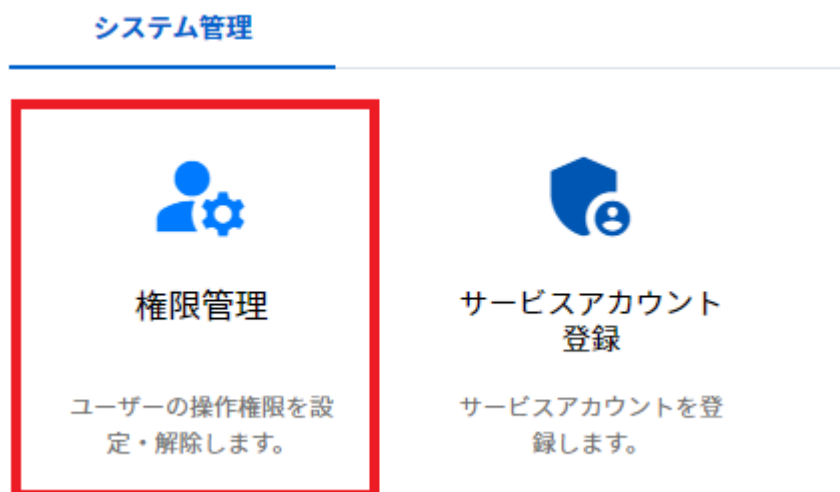 システム管理
権限管理
ユーザーの操作権限を設
定・解除します。
サービスアカウント
登録
サービスアカウントを登
録します。